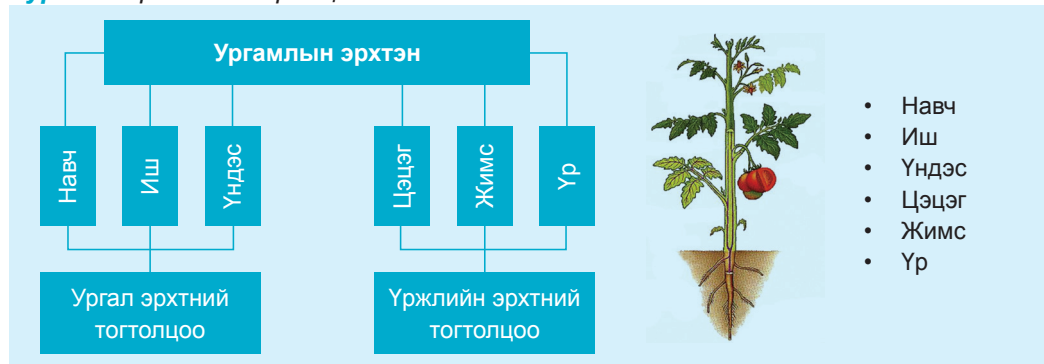 Ургамлын эрхтэн
Навч
Иш
Үндэс
Цэцэг
Жимс
Үр
Ургал эрхтний
тогтолцоо
Үржлийн эрхтний
тогтолцоо
• Навч
• Иш
• Үндэс
• Цэцэг
• Жимс
• Үр